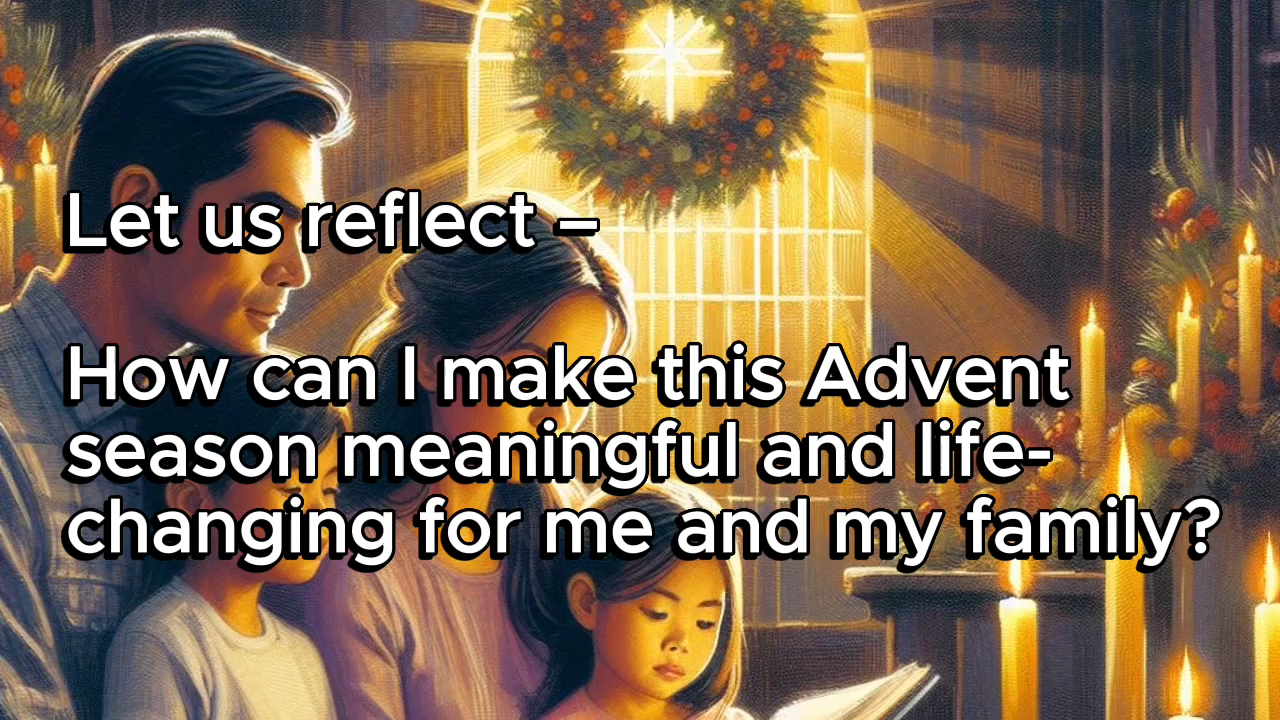 Let us reflect –
How can I make this Advent
season meaningful and life-
changing for me and my family?